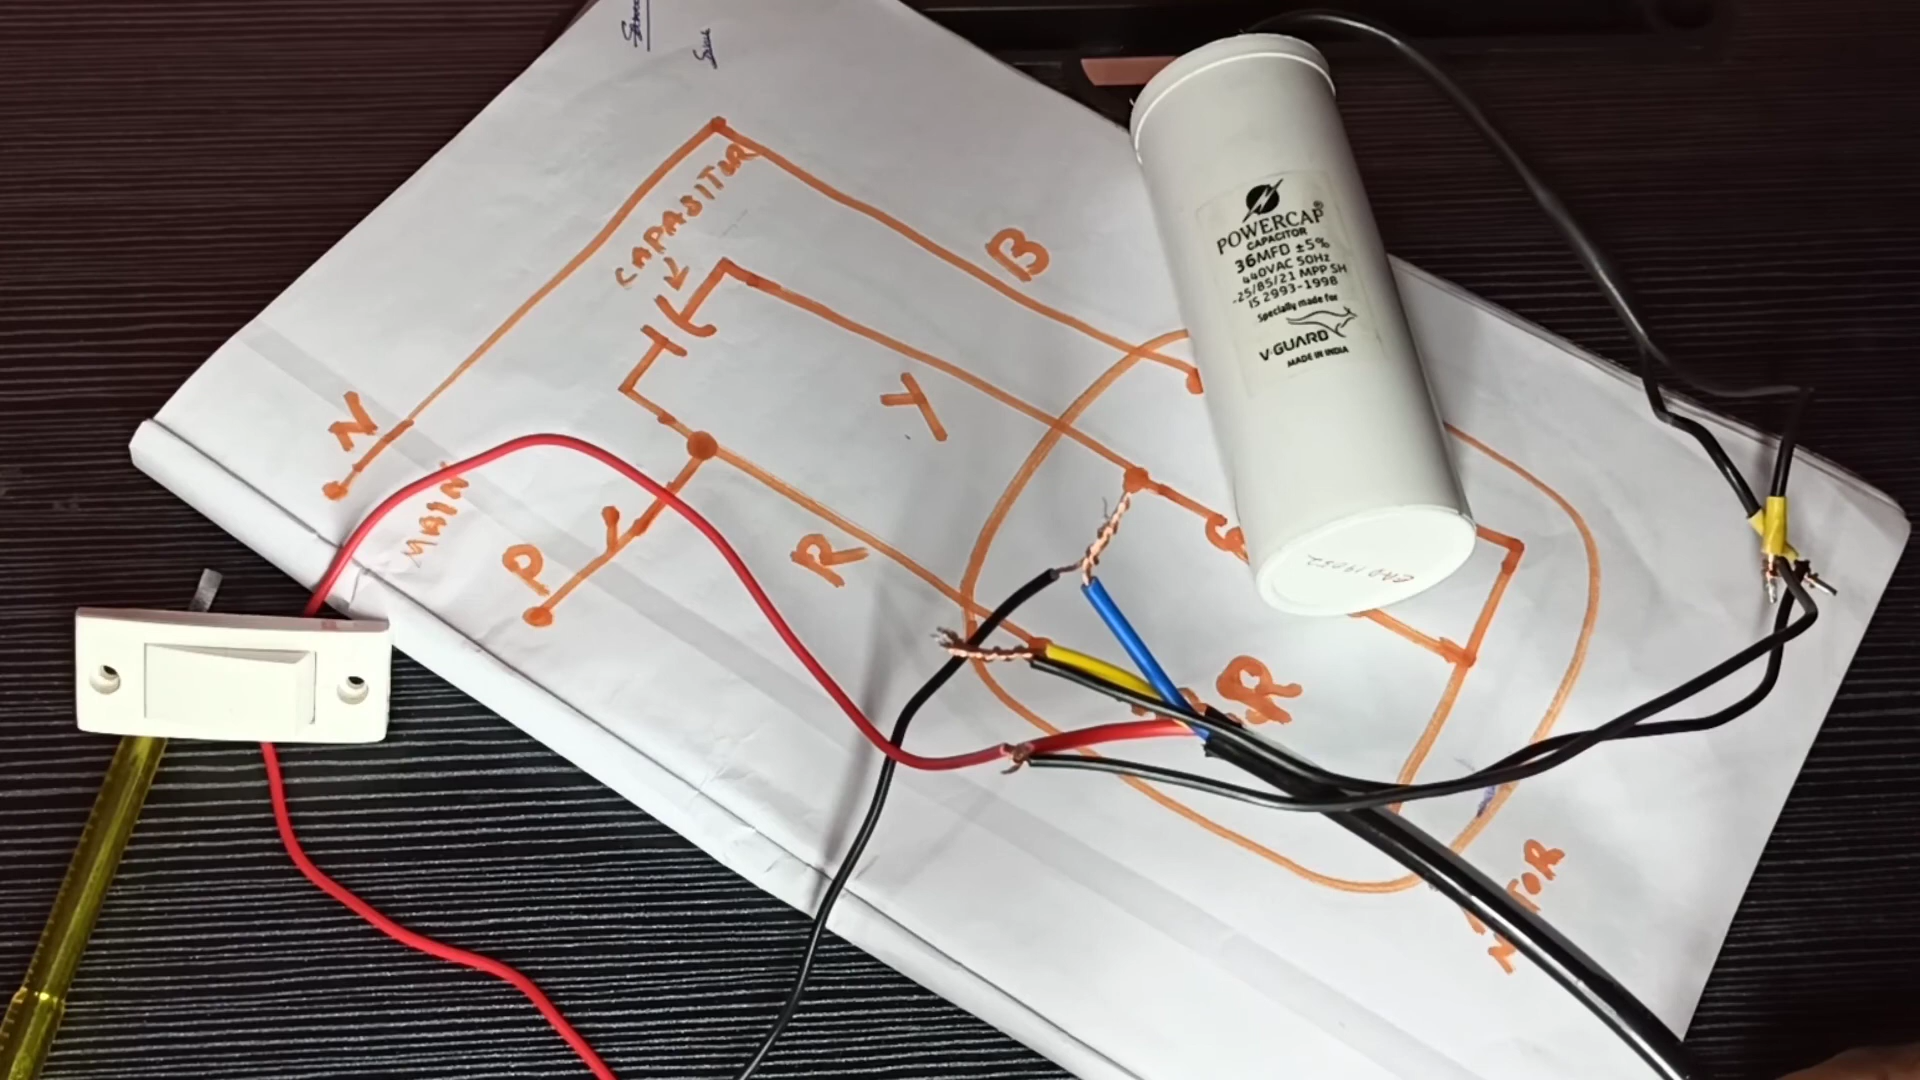 CAPASITOR
B
N
Y
MAIN
P
R
R
POWERCAP®
CAPACITOR
36MFD ±5%
440VAC 50Hz
-25/85/21 MPP SH
IS 2993-1998
Specially made for
V-GUARD
MADE IN INDIA